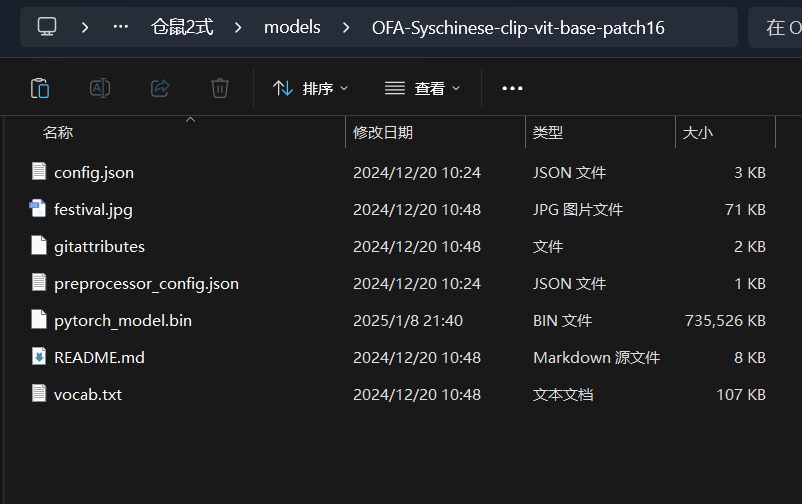 … 仓鼠2式 > models > OFA-Syschinese-clip-vit-base-patch16 在 O
排序 查看 …
名称 修改日期 类型 大小
config.json 2024/12/20 10:24 JSON 文件 3 KB
festival.jpg 2024/12/20 10:48 JPG 图片文件 71 KB
gitattributes 2024/12/20 10:48 文件 2 KB
preprocessor_config.json 2024/12/20 10:24 JSON 文件 1 KB
pytorch_model.bin 2025/1/8 21:40 BIN 文件 735,526 KB
README.md 2024/12/20 10:48 Markdown 源文件 8 KB
vocab.txt 2024/12/20 10:48 文本文档 107 KB